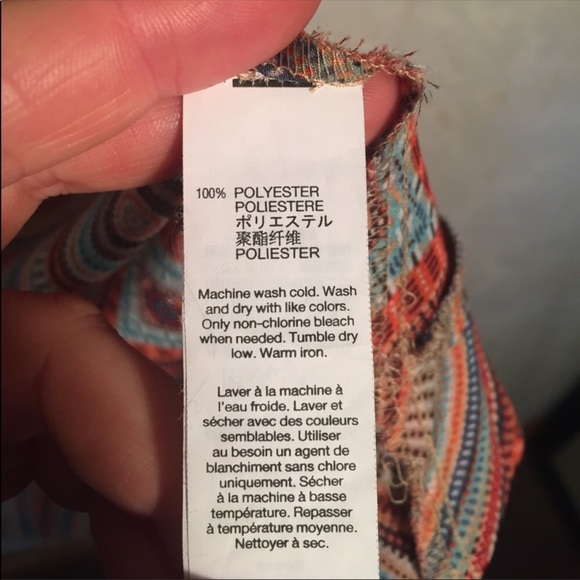 100% POLYESTER
POLIESTERE
ポリエステル
聚酯纤维
POLIESTER
Machine wash cold. Wash
and dry with like colors.
Only non-chlorine bleach
when needed. Tumble dry
low. Warm iron.
Laver à la machine à
l'eau froide. Laver et
sécher avec des couleurs
semblables. Utiliser
au besoin un agent de
blanchiment sans chlore
uniquement. Sécher
à la machine à basse
température. Repasser
à température moyenne.
Nettoyer à sec.